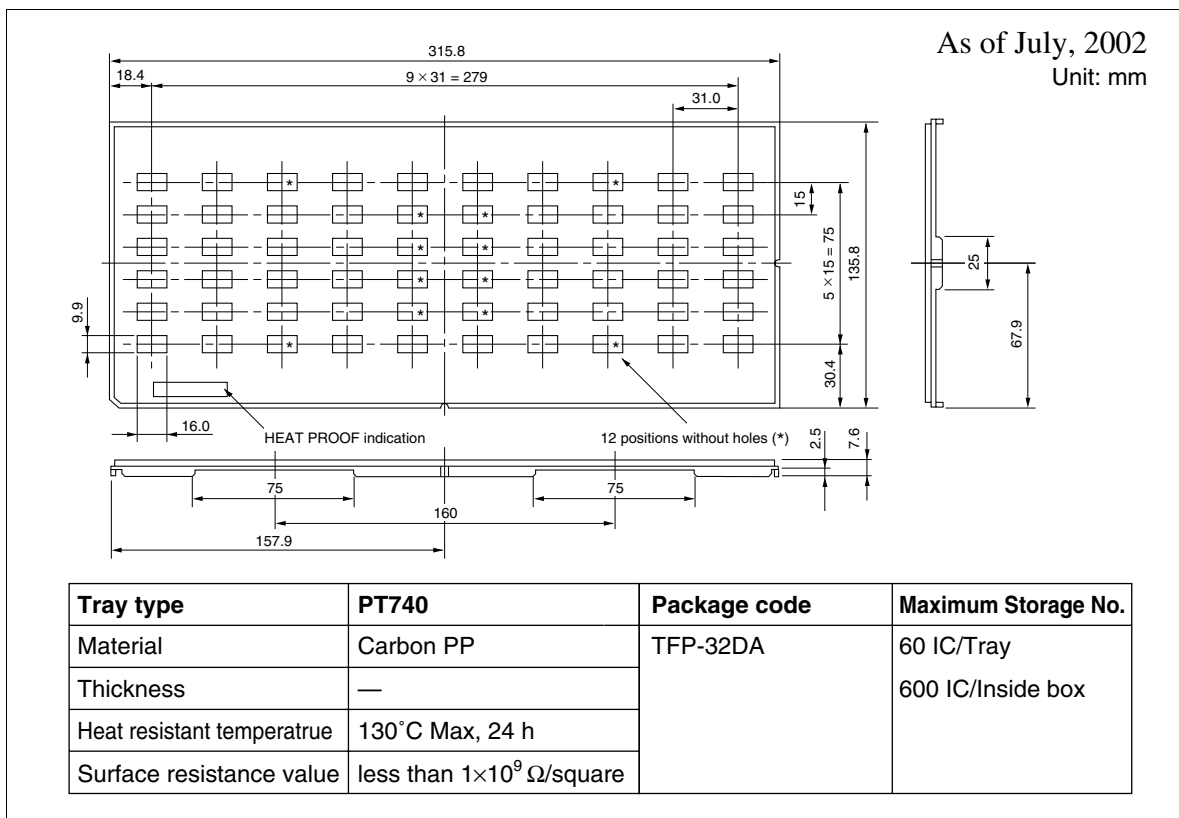 As of July, 2002
Unit: mm
315.8
18.4
9 × 31 = 279
31.0
*
*
15
*
*
*
*
5 × 15 = 75
135.8
25
*
*
9.9
*
*
67.9
*
*
30.4
16.0
HEAT PROOF indication
12 positions without holes (*)
2.5
7.6
75
75
160
157.9
Tray type PT740 Package code Maximum Storage No.
Material Carbon PP TFP-32DA 60 IC/Tray
Thickness — 600 IC/Inside box
Heat resistant temperatrue 130˚C Max, 24 h
Surface resistance value less than 1×10⁹ Ω/square